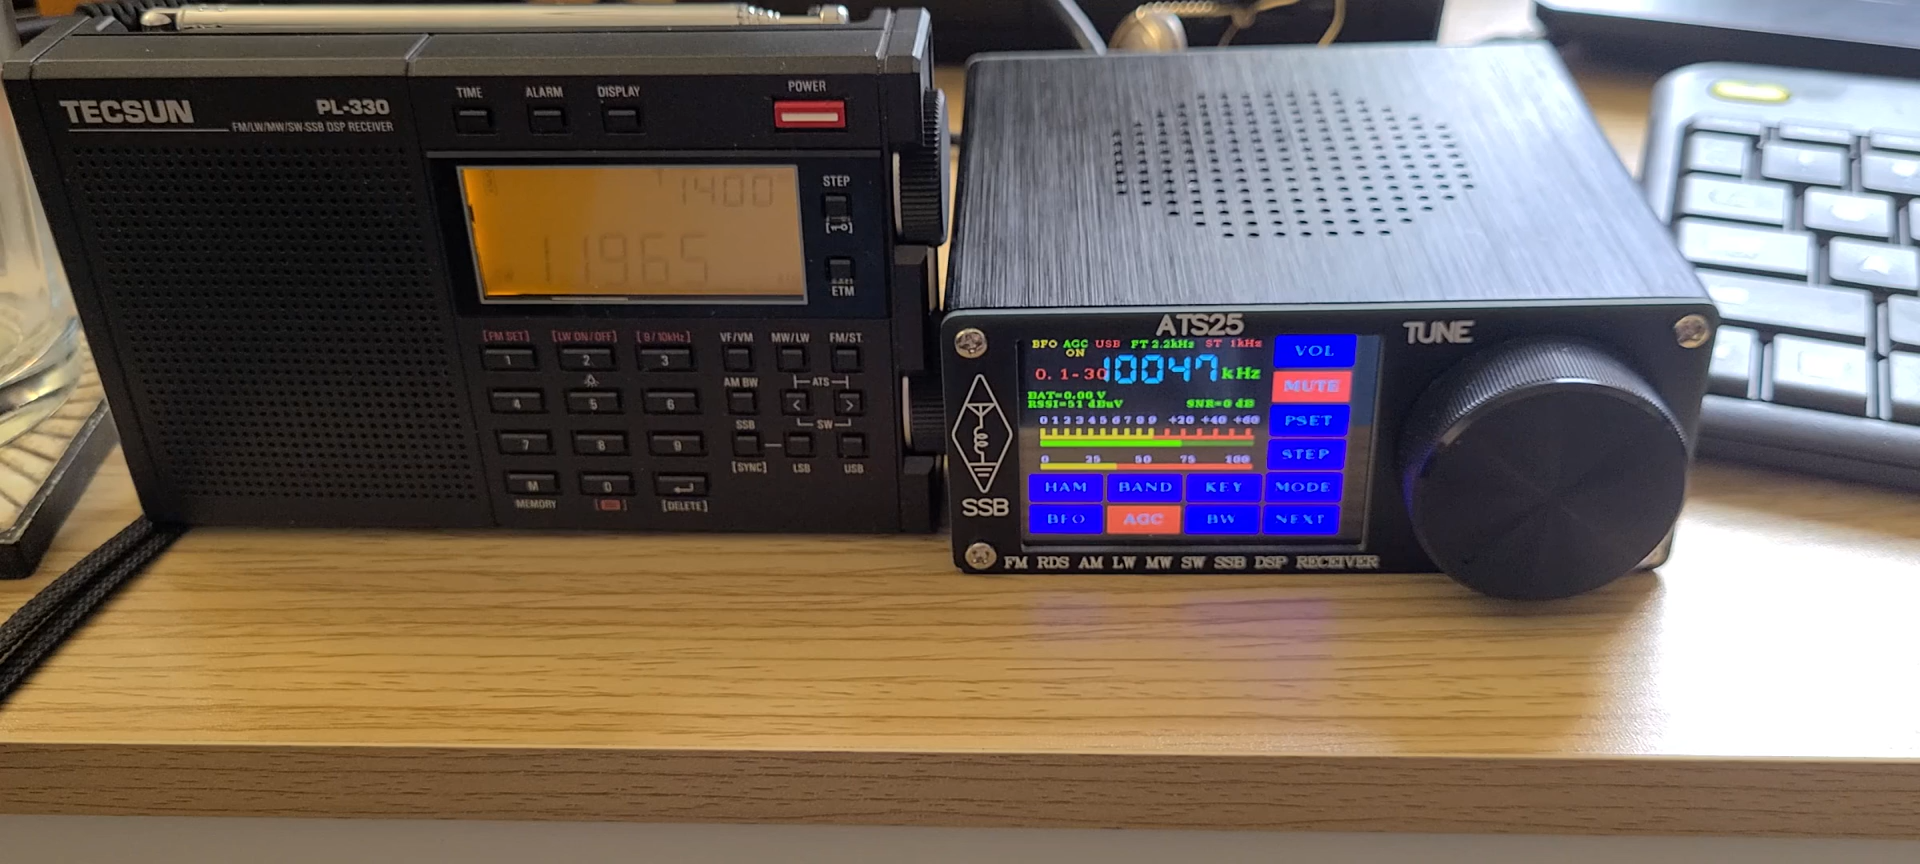 TECSUN
PL-330
FM/LW/MW/SW-SSB DSP RECEIVER
TIME ALARM DISPLAY POWER
1400
11965
STEP
ETM
[FM SET] [LW ON/OFF] [9/10kHz] VF/VM MW/LW FM/ST
1 2 3
AM BW ATS
4 5 6 < >
SSB SW
7 8 9
[SYNC] LSB USB
M 0
MEMORY [DELETE]
ATS25
TUNE
BFO AGC USB FT 2.2kHz ST 1kHz
ON
0.1-30 10047 kHz
BAT=0.00 V
RSSI=51 dBuV SNR=0 dB
0 1 2 3 4 5 6 7 8 9 +20 +40 +60
0 25 50 75 100
VOL
MUTE
PSET
STEP
HAM BAND KEY MODE
BFO AGC BW NEXT
SSB
FM RDS AM LW MW SW SSB DSP RECEIVER